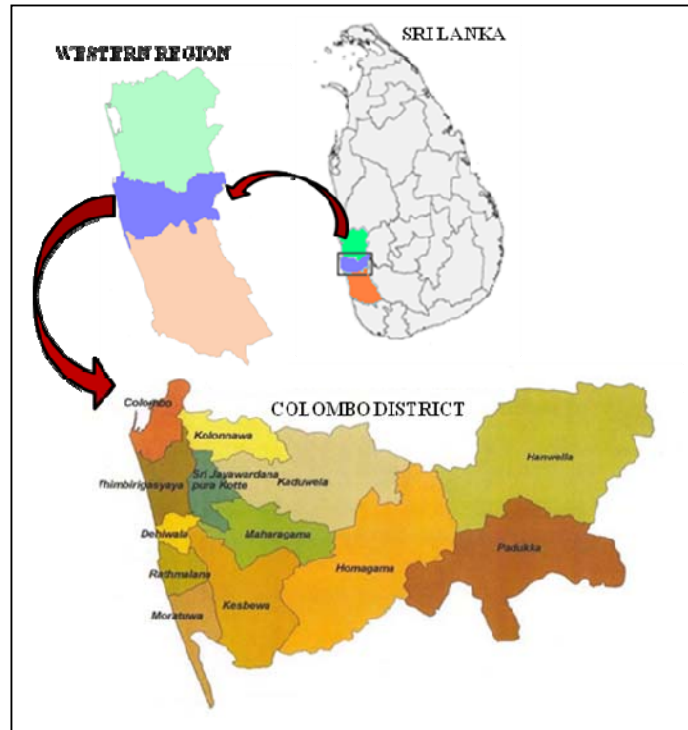 WESTERN REGION
SRI LANKA
COLOMBO DISTRICT
Colombo
Kolonnawa
Hanwella
Thimbirigasyaya
Sri Jayawardana
pura Kotte
Kaduwela
Dehiwala
Maharagama
Padukka
Rathmalana
Homagama
Kesbewa
Moratuwa